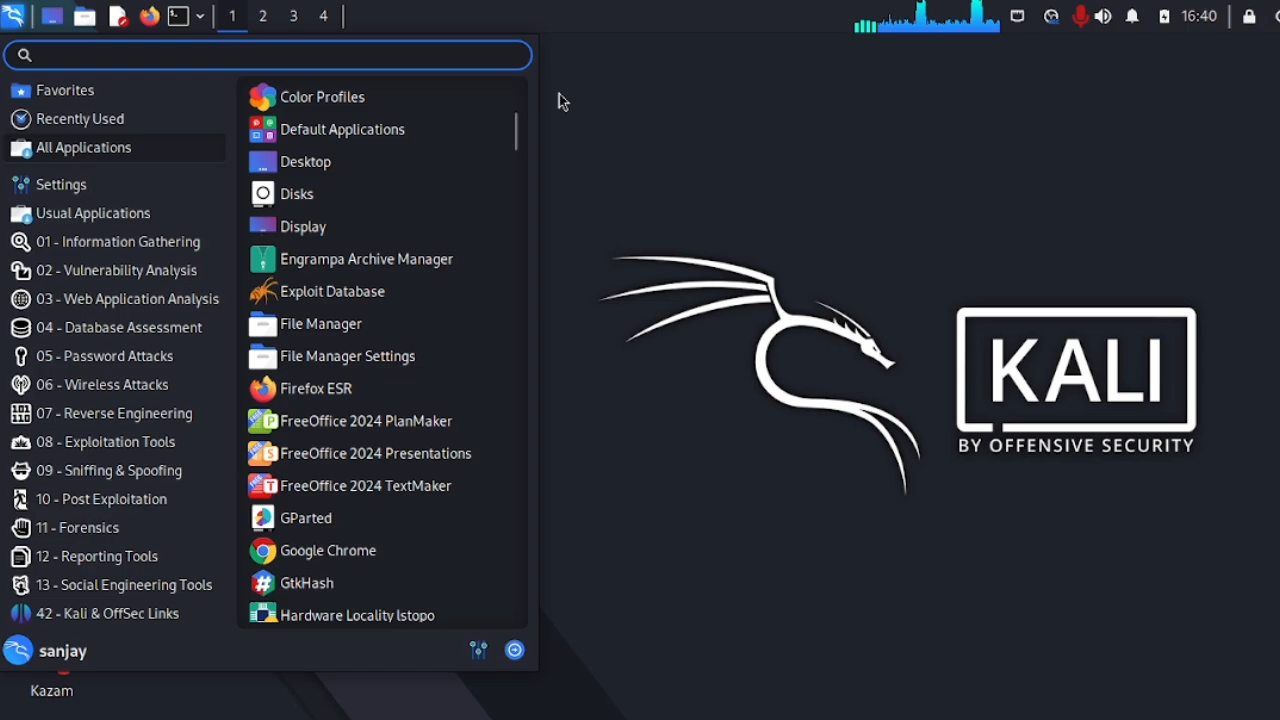 1 2 3 4
16:40
Favorites
Recently Used
All Applications
Settings
Usual Applications
01 - Information Gathering
02 - Vulnerability Analysis
03 - Web Application Analysis
04 - Database Assessment
05 - Password Attacks
06 - Wireless Attacks
07 - Reverse Engineering
08 - Exploitation Tools
09 - Sniffing & Spoofing
10 - Post Exploitation
11 - Forensics
12 - Reporting Tools
13 - Social Engineering Tools
42 - Kali & OffSec Links
Color Profiles
Default Applications
Desktop
Disks
Display
Engrampa Archive Manager
Exploit Database
File Manager
File Manager Settings
Firefox ESR
FreeOffice 2024 PlanMaker
FreeOffice 2024 Presentations
FreeOffice 2024 TextMaker
GParted
Google Chrome
GtkHash
Hardware Locality lstopo
sanjay
Kazam
KALI
BY OFFENSIVE SECURITY